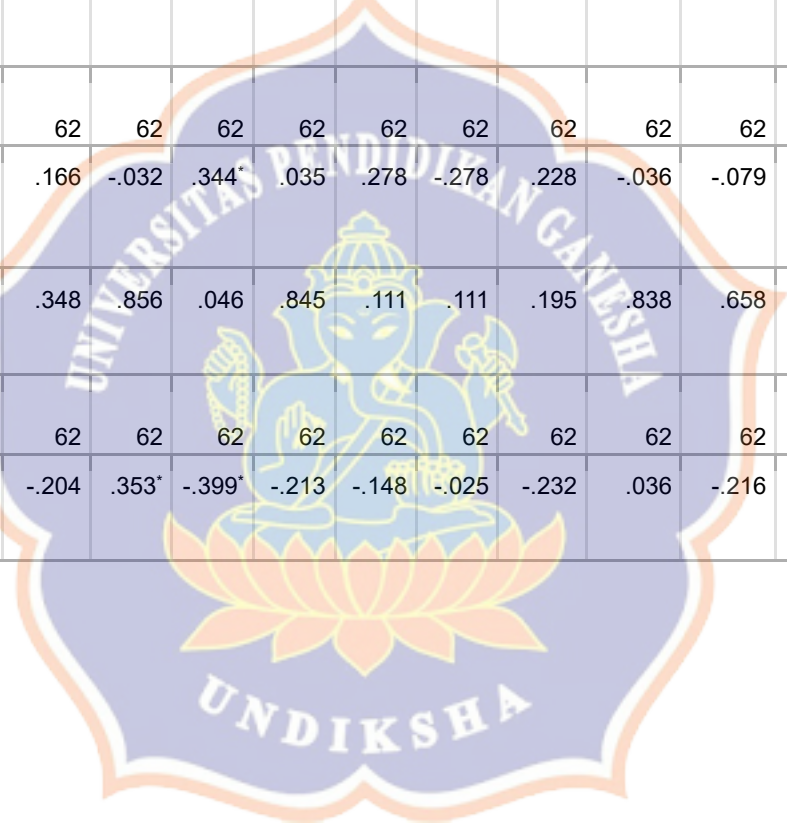 62 62 62 62 62 62 62 62 62
.166 -.032 .344* .035 .278 -.278 .228 -.036 -.079
.348 .856 .046 .845 .111 .111 .195 .838 .658
62 62 62 62 62 62 62 62 62
-.204 .353* -.399* -.213 -.148 -.025 -.232 .036 -.216
UNIVERSITAS PENDIDIKAN GANESHA
UNDIKSHA